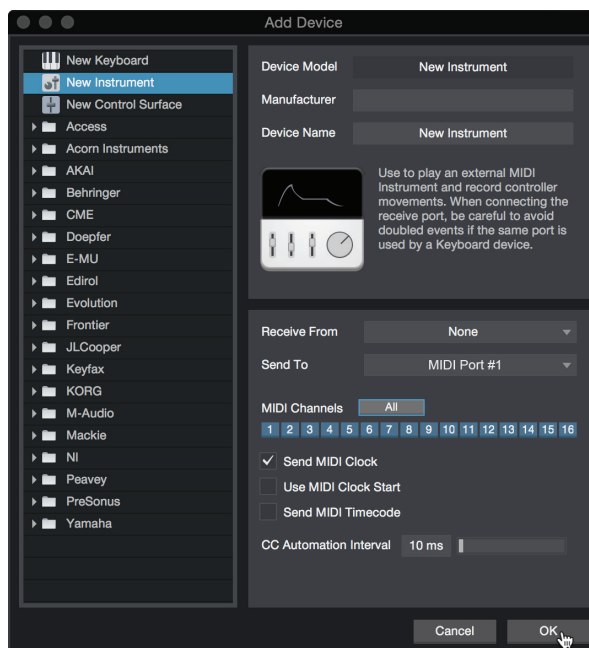 Add Device
New Keyboard
New Instrument
New Control Surface
Access
Acorn Instruments
AKAI
Behringer
CME
Doepfer
E-MU
Edirol
Evolution
Frontier
JLCooper
Keyfax
KORG
M-Audio
Mackie
NI
Peavey
PreSonus
Yamaha
Device Model New Instrument
Manufacturer
Device Name New Instrument
Use to play an external MIDI
Instrument and record controller
movements. When connecting the
receive port, be careful to avoid
doubled events if the same port is
used by a Keyboard device.
Receive From None
Send To MIDI Port #1
MIDI Channels All
1 2 3 4 5 6 7 8 9 10 11 12 13 14 15 16
Send MIDI Clock
Use MIDI Clock Start
Send MIDI Timecode
CC Automation Interval 10 ms
Cancel OK